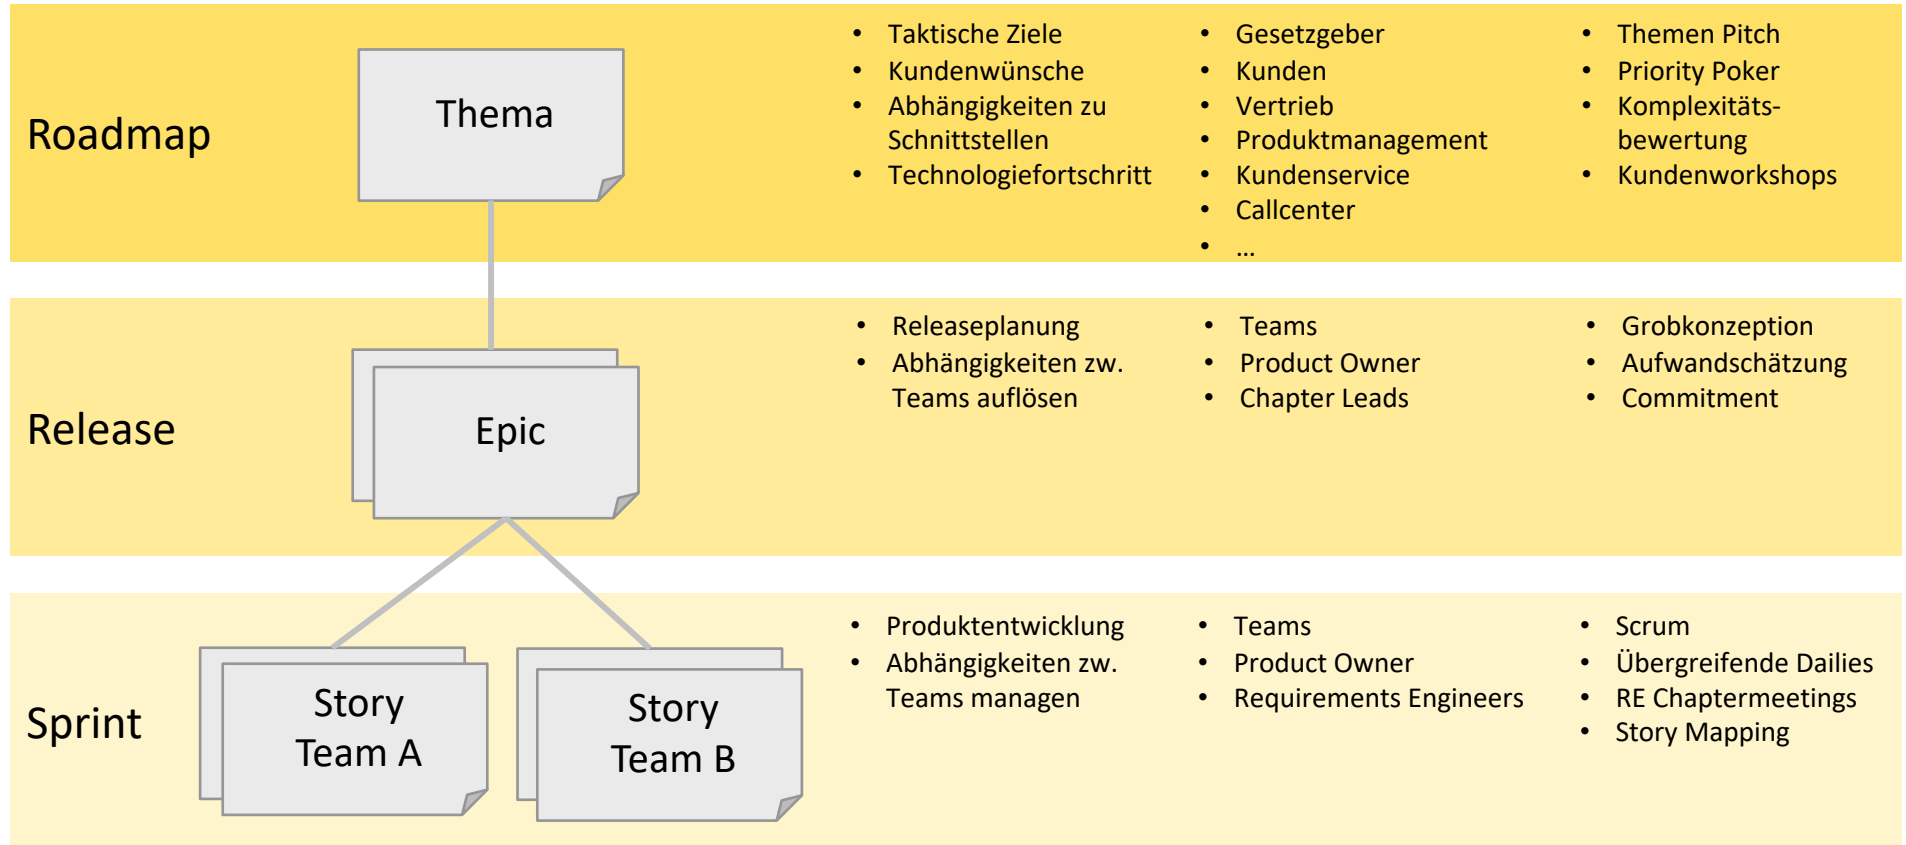 Roadmap
Thema
• Taktische Ziele
• Kundenwünsche
• Abhängigkeiten zu
Schnittstellen
• Technologiefortschritt
• Gesetzgeber
• Kunden
• Vertrieb
• Produktmanagement
• Kundenservice
• Callcenter
• ...
• Themen Pitch
• Priority Poker
• Komplexitäts-
bewertung
• Kundenworkshops
Release
Epic
• Releaseplanung
• Abhängigkeiten zw.
Teams auflösen
• Teams
• Product Owner
• Chapter Leads
• Grobkonzeption
• Aufwandschätzung
• Commitment
Sprint
Story
Team A
Story
Team B
• Produktentwicklung
• Abhängigkeiten zw.
Teams managen
• Teams
• Product Owner
• Requirements Engineers
• Scrum
• Übergreifende Dailies
• RE Chaptermeetings
• Story Mapping